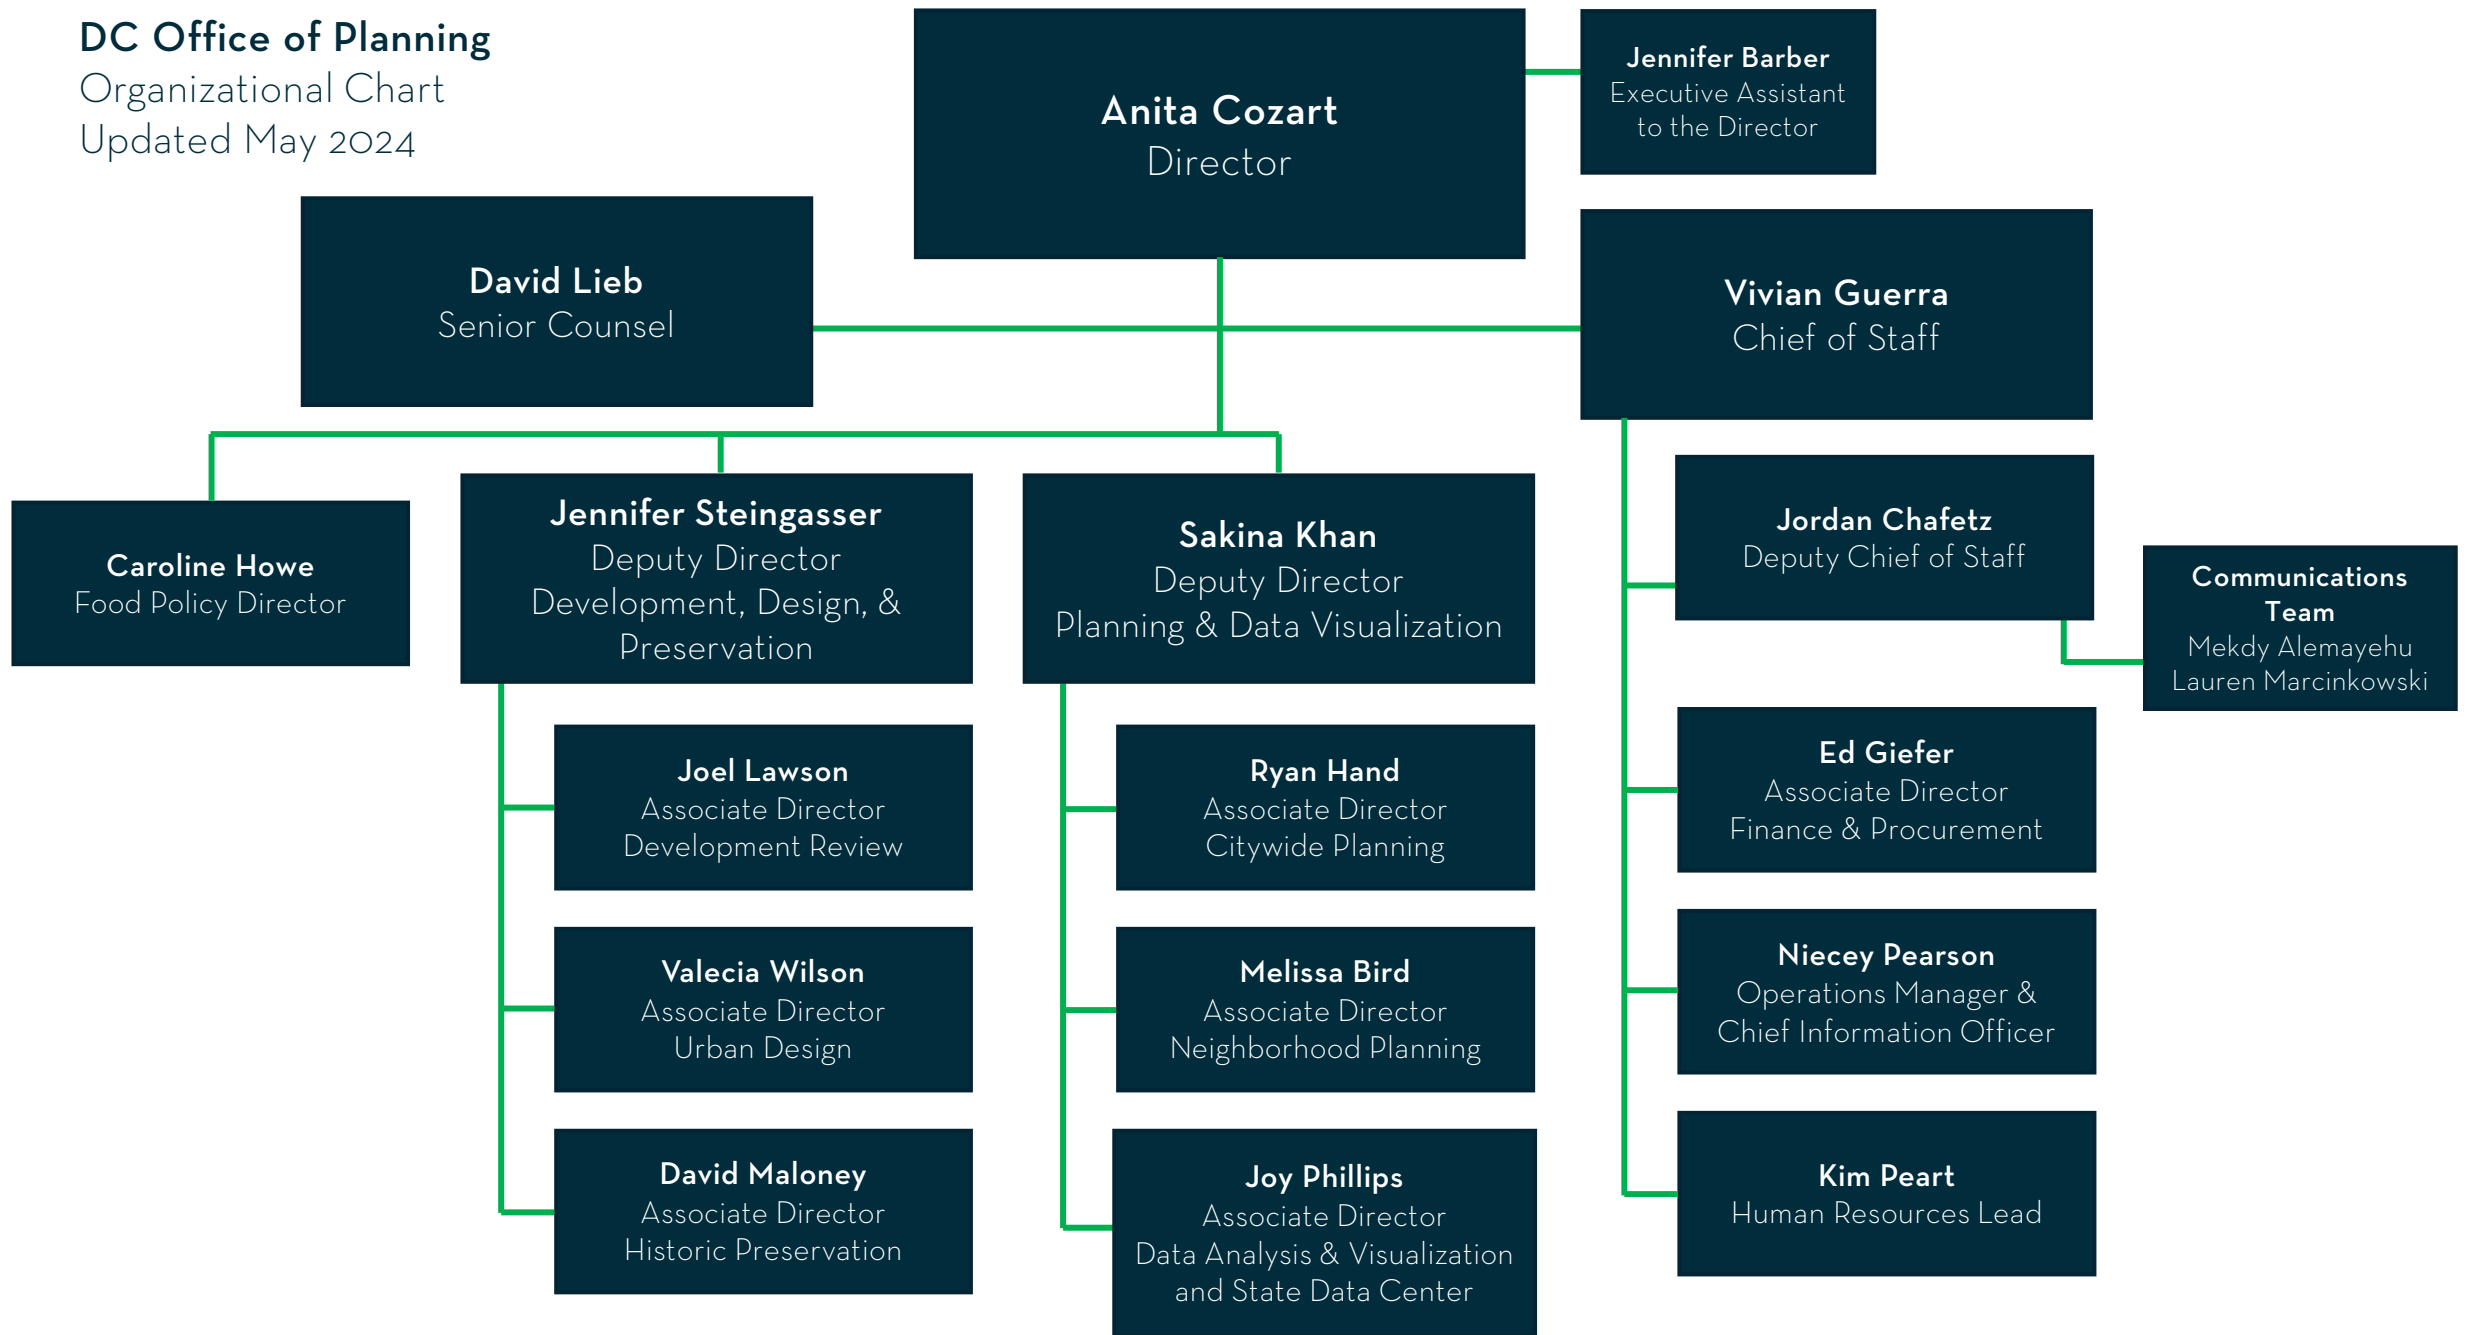 DC Office of Planning
Organizational Chart
Updated May 2024
Anita Cozart
Director
Jennifer Barber
Executive Assistant
to the Director
David Lieb
Senior Counsel
Vivian Guerra
Chief of Staff
Caroline Howe
Food Policy Director
Jennifer Steingasser
Deputy Director
Development, Design, &
Preservation
Joel Lawson
Associate Director
Development Review
Valecia Wilson
Associate Director
Urban Design
David Maloney
Associate Director
Historic Preservation
Sakina Khan
Deputy Director
Planning & Data Visualization
Ryan Hand
Associate Director
Citywide Planning
Melissa Bird
Associate Director
Neighborhood Planning
Joy Phillips
Associate Director
Data Analysis & Visualization
and State Data Center
Jordan Chafetz
Deputy Chief of Staff
Communications
Team
Mekdy Alemayehu
Lauren Marcinkowski
Ed Giefer
Associate Director
Finance & Procurement
Niecey Pearson
Operations Manager &
Chief Information Officer
Kim Peart
Human Resources Lead